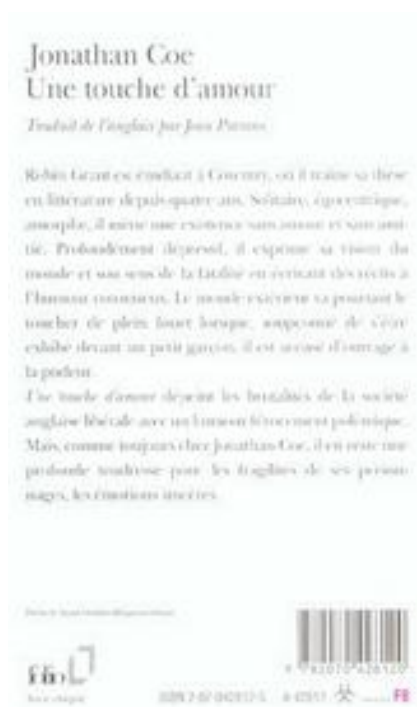 Jonathan Coe
Une touche d'amour
Traduit de l'anglais par Jean Pavans
Robin Grant est étudiant à Coventry, où il traîne sa thèse
en littérature depuis quatre ans. Solitaire, égocentrique,
amorphe, il mène une existence sans amour et sans ami-
tié. Profondément dépressif, il exprime sa vision du
monde et son sens de la fatalité en écrivant des récits à
l'humour Le monde extérieur va pourtant le
toucher de plein fouet lorsque, soupçonné de s'être
exhibé devant un petit garçon, il est accusé d'outrage à
la pudeur.
Une touche d'amour dépeint les brutalités de la société
anglaise libérale avec un humour férocement polémique.
Mais, comme toujours chez Jonathan Coe, il en reste une
profonde tendresse pour les fragilités de ses person-
nages, les émotions
folio
ISBN 2-07-042612-5
F8